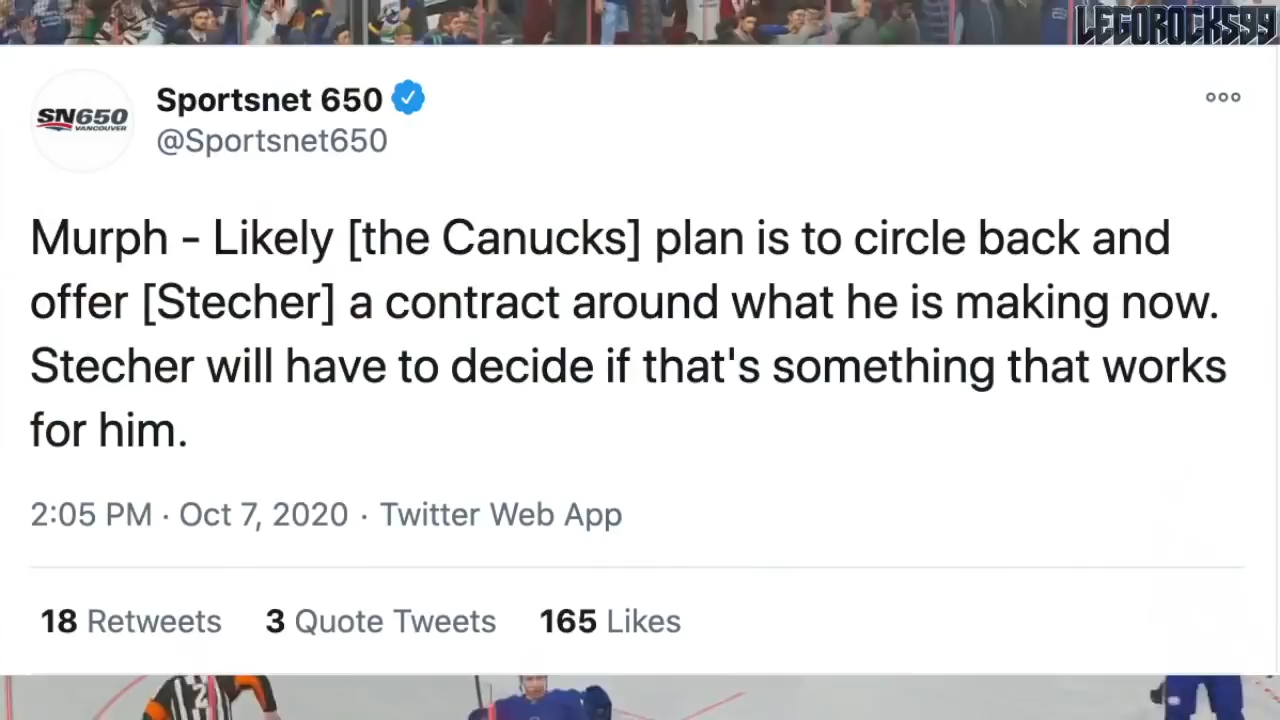 LEGOROCKS99
Sportsnet 650
@Sportsnet650
SN650
VANCOUVER
Murph - Likely [the Canucks] plan is to circle back and
offer [Stecher] a contract around what he is making now.
Stecher will have to decide if that's something that works
for him.
2:05 PM · Oct 7, 2020 · Twitter Web App
18 Retweets 3 Quote Tweets 165 Likes
2